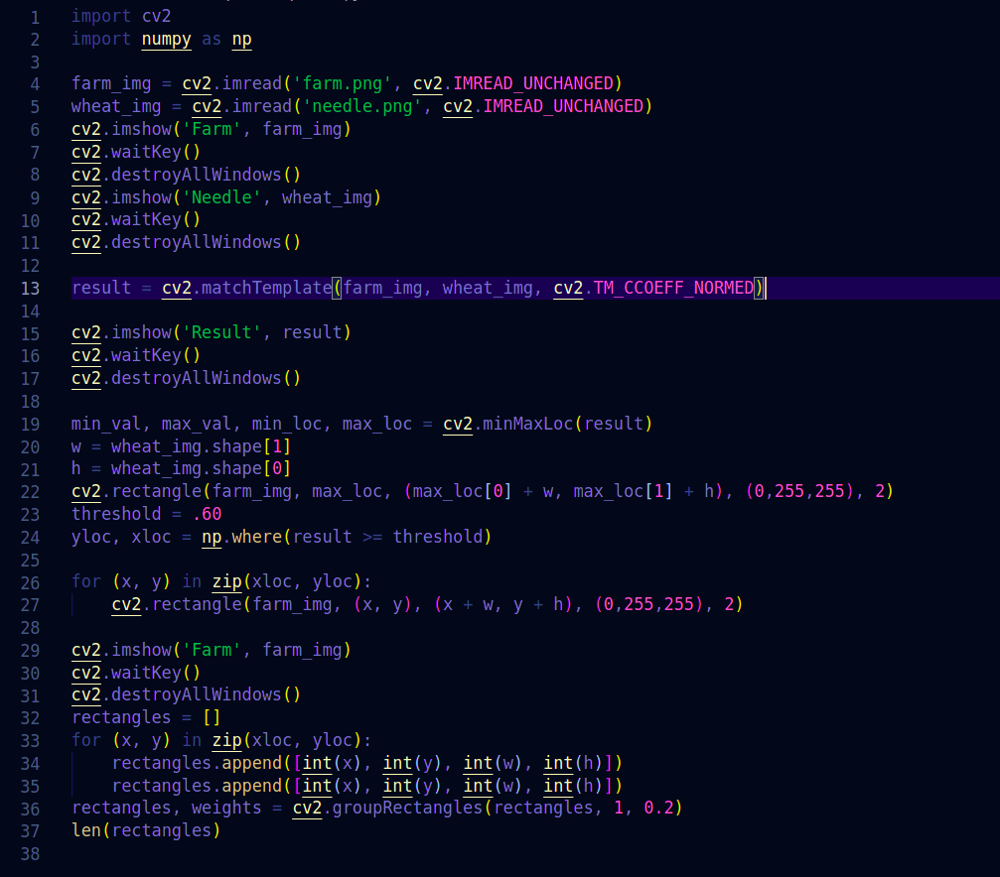 1 import cv2
2 import numpy as np
3
4 farm_img = cv2.imread('farm.png', cv2.IMREAD_UNCHANGED)
5 wheat_img = cv2.imread('needle.png', cv2.IMREAD_UNCHANGED)
6 cv2.imshow('Farm', farm_img)
7 cv2.waitKey()
8 cv2.destroyAllWindows()
9 cv2.imshow('Needle', wheat_img)
10 cv2.waitKey()
11 cv2.destroyAllWindows()
12
13 result = cv2.matchTemplate(farm_img, wheat_img, cv2.TM_CCOEFF_NORMED)
14
15 cv2.imshow('Result', result)
16 cv2.waitKey()
17 cv2.destroyAllWindows()
18
19 min_val, max_val, min_loc, max_loc = cv2.minMaxLoc(result)
20 w = wheat_img.shape[1]
21 h = wheat_img.shape[0]
22 cv2.rectangle(farm_img, max_loc, (max_loc[0] + w, max_loc[1] + h), (0,255,255), 2)
23 threshold = .60
24 yloc, xloc = np.where(result >= threshold)
25
26 for (x, y) in zip(xloc, yloc):
27     cv2.rectangle(farm_img, (x, y), (x + w, y + h), (0,255,255), 2)
28
29 cv2.imshow('Farm', farm_img)
30 cv2.waitKey()
31 cv2.destroyAllWindows()
32 rectangles = []
33 for (x, y) in zip(xloc, yloc):
34     rectangles.append([int(x), int(y), int(w), int(h)])
35     rectangles.append([int(x), int(y), int(w), int(h)])
36 rectangles, weights = cv2.groupRectangles(rectangles, 1, 0.2)
37 len(rectangles)
38